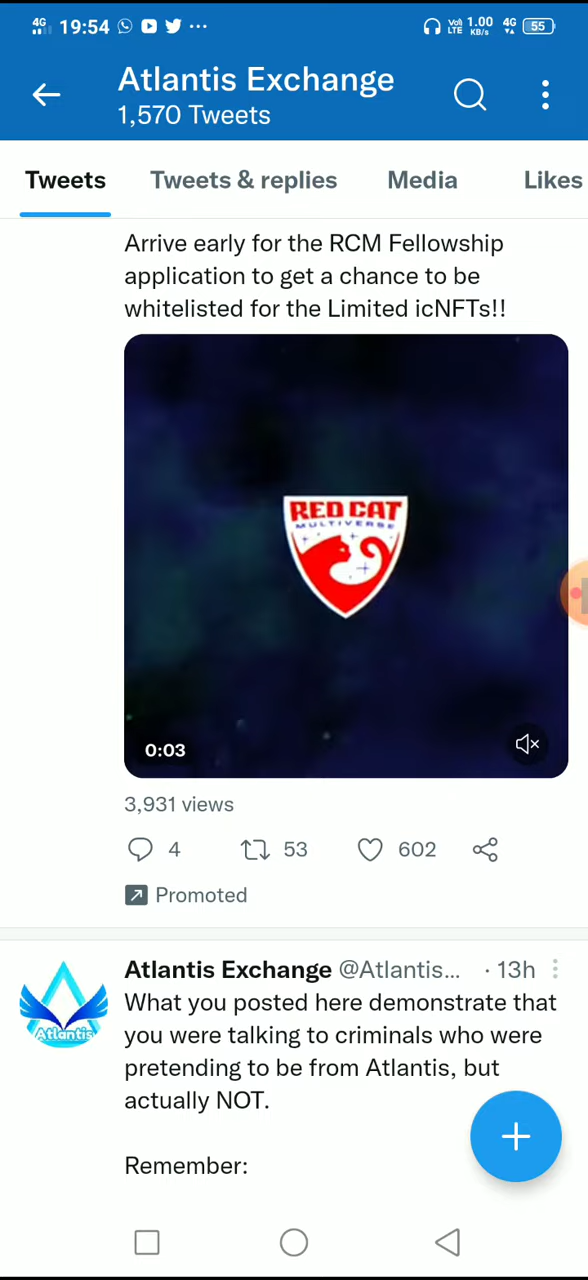 4G 19:54 ... Vo) LTE 1.00 KB/s 4G 55
Atlantis Exchange
1,570 Tweets
Tweets Tweets & replies Media Likes
Arrive early for the RCM Fellowship
application to get a chance to be
whitelisted for the Limited icNFTs!!
RED CAT
MULTIVERSE
0:03
3,931 views
4 53 602
Promoted
Atlantis Exchange @Atlantis... · 13h
What you posted here demonstrate that
you were talking to criminals who were
pretending to be from Atlantis, but
actually NOT.
Atlantis
Remember: